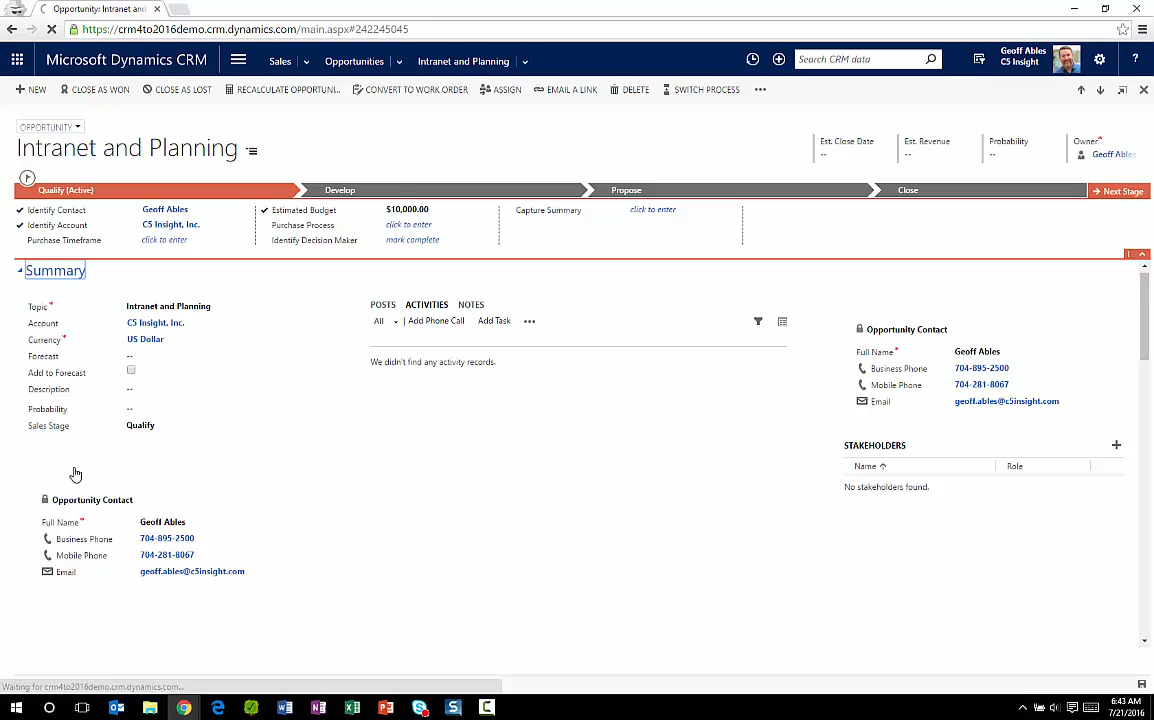 Opportunity: Intranet and
https://crm4to2016demo.crm.dynamics.com/main.aspx#242245045
Microsoft Dynamics CRM
Sales
Opportunities
Intranet and Planning
Search CRM data
Geoff Ables
C5 Insight
?
NEW
CLOSE AS WON
CLOSE AS LOST
RECALCULATE OPPORTUNI...
CONVERT TO WORK ORDER
ASSIGN
EMAIL A LINK
DELETE
SWITCH PROCESS
OPPORTUNITY
Intranet and Planning
Est. Close Date
--
Est. Revenue
--
Probability
--
Owner*
Geoff Ables
Qualify (Active)
Develop
Propose
Close
Next Stage
Identify Contact Geoff Ables
Identify Account C5 Insight, Inc.
Purchase Timeframe click to enter
Estimated Budget $10,000.00
Purchase Process click to enter
Identify Decision Maker mark complete
Capture Summary click to enter
Summary
Topic* Intranet and Planning
Account C5 Insight, Inc.
Currency* US Dollar
Forecast --
Add to Forecast
Description --
Probability --
Sales Stage Qualify
Opportunity Contact
Full Name* Geoff Ables
Business Phone 704-895-2500
Mobile Phone 704-281-8067
Email geoff.ables@c5insight.com
POSTS ACTIVITIES NOTES
All | Add Phone Call Add Task
We didn't find any activity records.
Opportunity Contact
Full Name* Geoff Ables
Business Phone 704-895-2500
Mobile Phone 704-281-8067
Email geoff.ables@c5insight.com
STAKEHOLDERS
Name Role
No stakeholders found.
Waiting for crm4to2016demo.crm.dynamics.com...
6:43 AM
7/21/2016